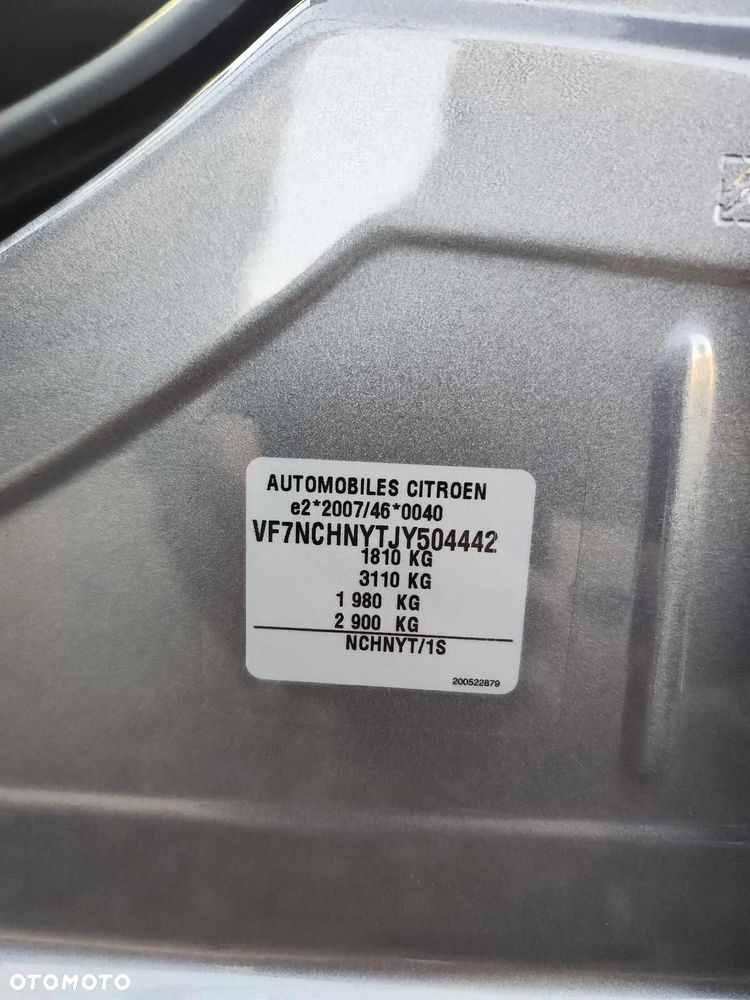 AUTOMOBILES CITROEN
e2*2007/46*0040
VF7NCHNYTJY504442
1810 KG
3110 KG
1 980 KG
2 900 KG
NCHNYT/1S
200522879
OTOMOTO